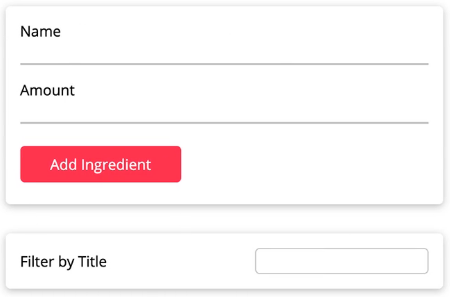 Name
Amount
Add Ingredient
Filter by Title